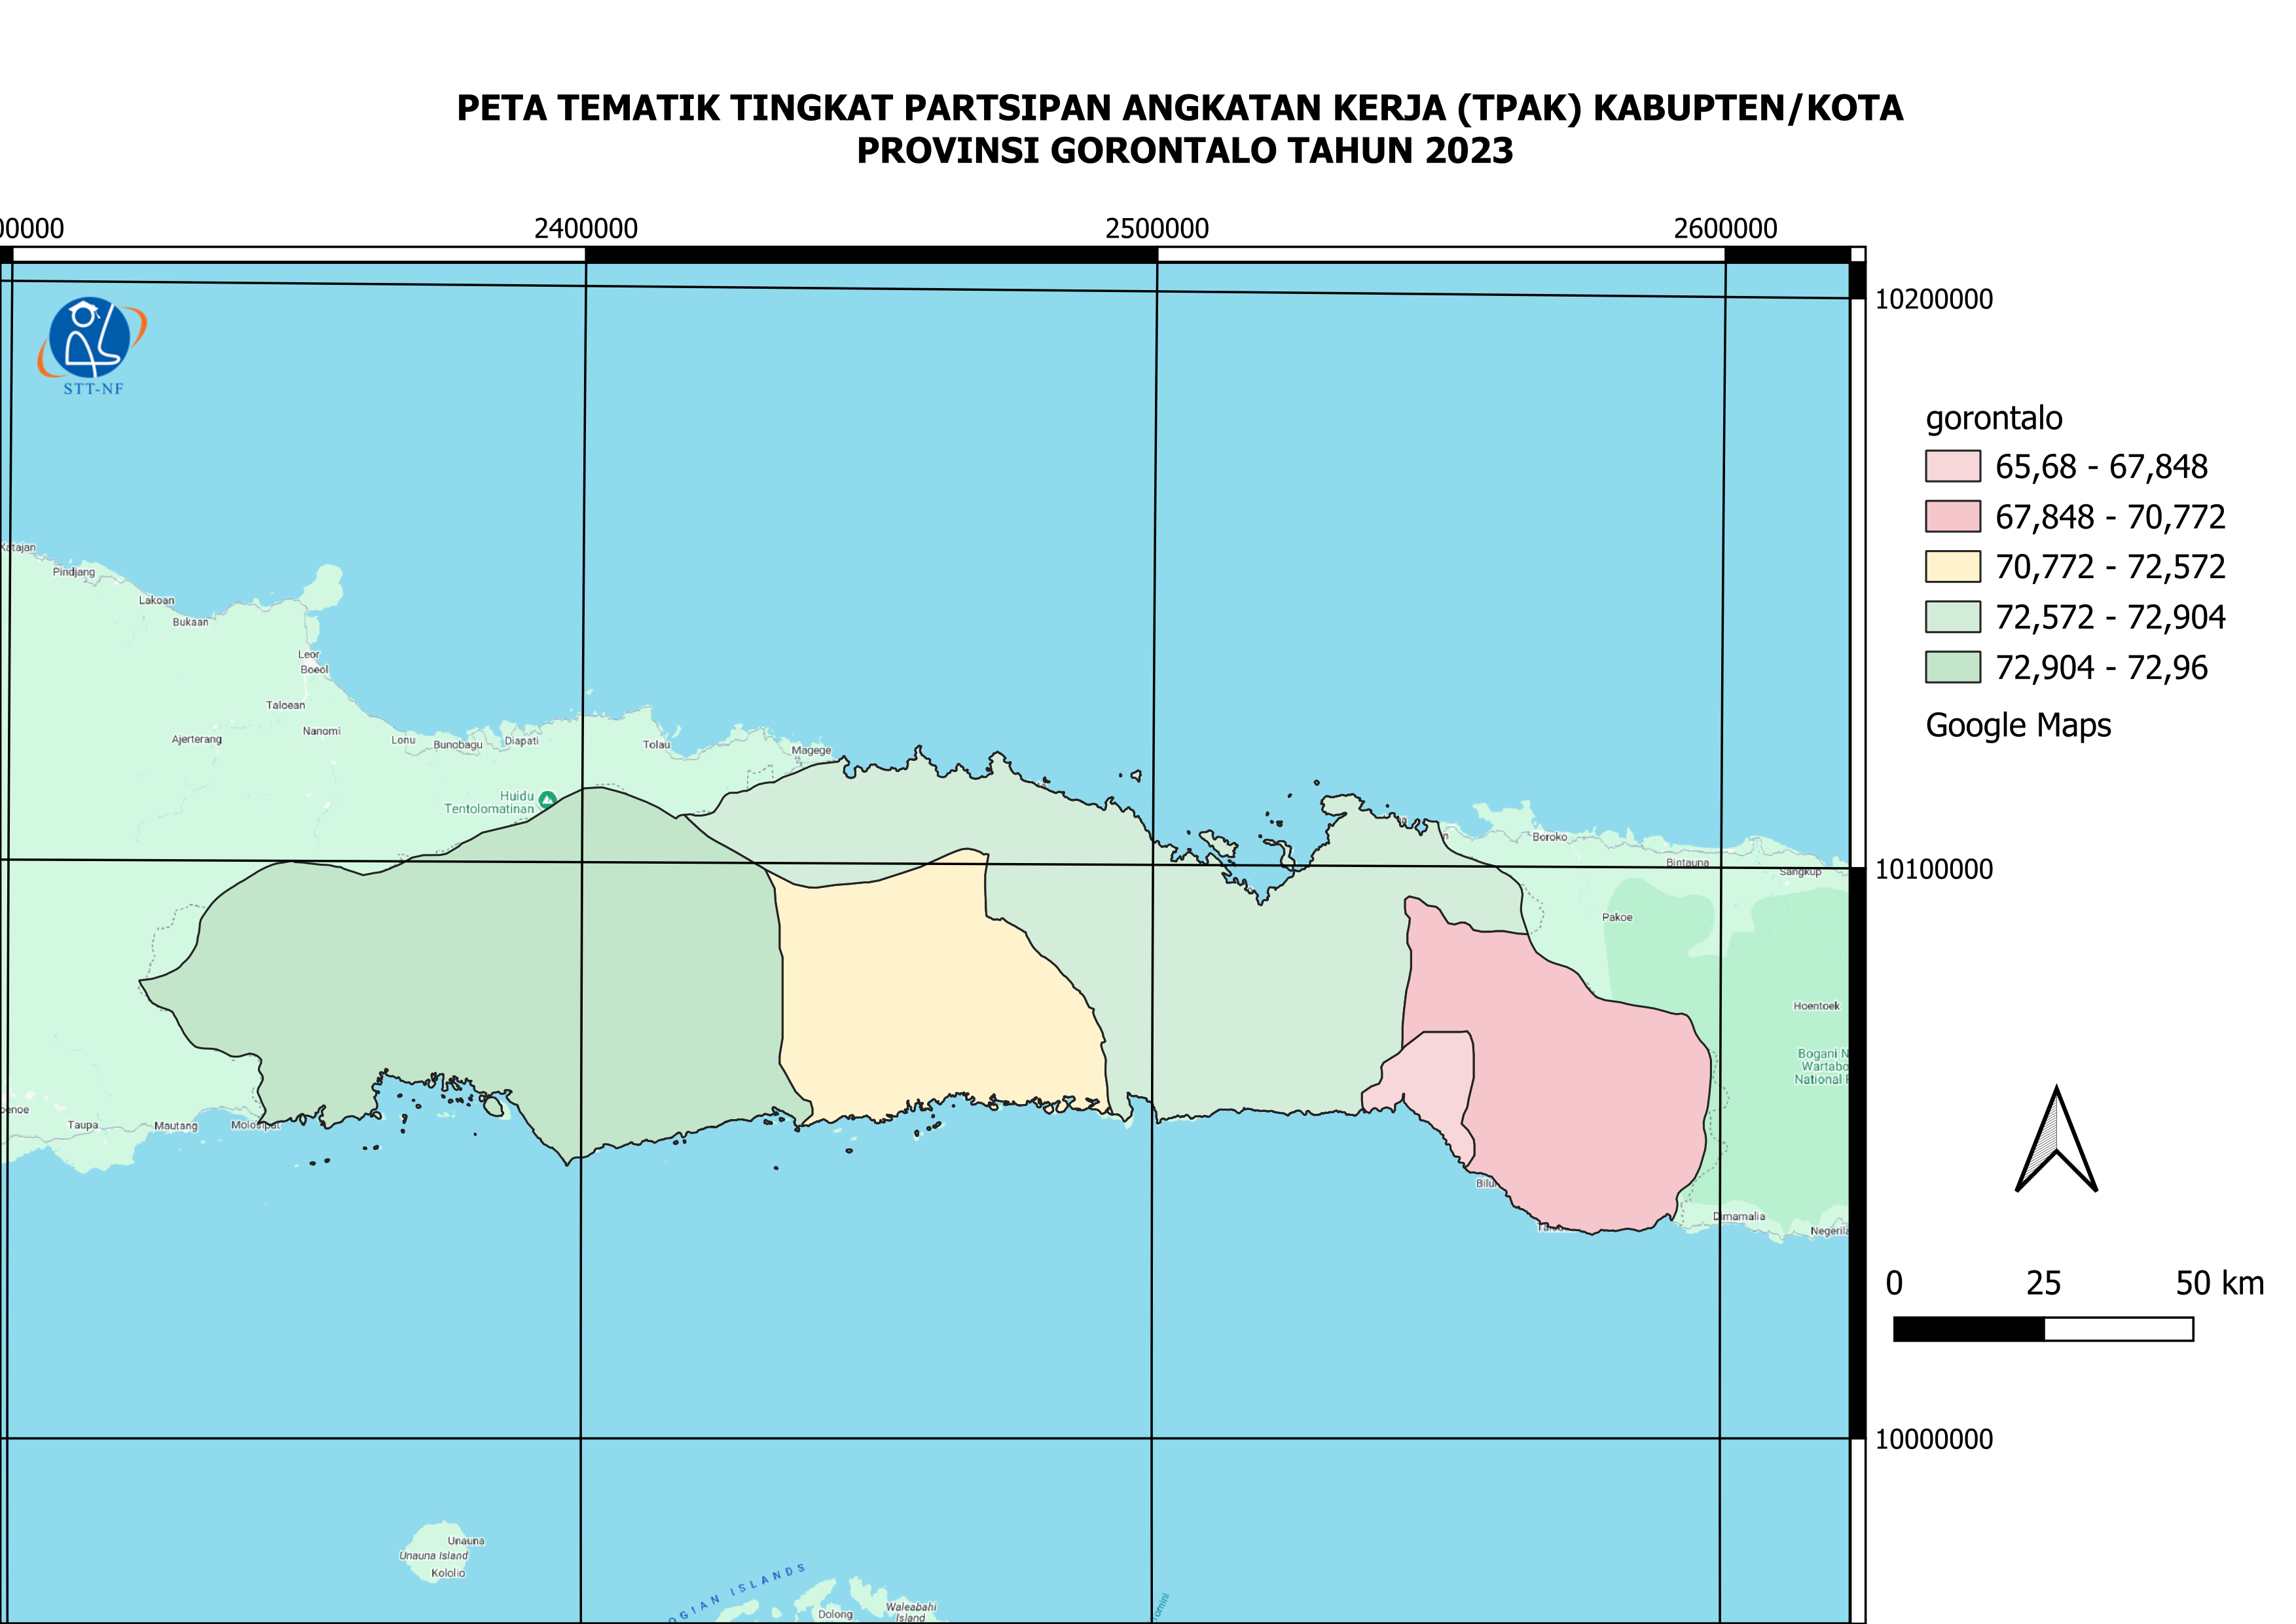 PETA TEMATIK TINGKAT PARTSIPAN ANGKATAN KERJA (TPAK) KABUPTEN/KOTA
PROVINSI GORONTALO TAHUN 2023
00000 2400000 2500000 2600000
10200000
STT-NF
gorontalo
65,68 - 67,848
67,848 - 70,772
70,772 - 72,572
72,572 - 72,904
72,904 - 72,96
Google Maps
Katajan
Pindjang
Lakoan
Bukaan
Leor
Boeol
Taloean
Nanomi
Ajerterang
Lonu
Bunobagu
Diapati
Tolau
Magege
Huidu
Tentolomatinan
Boroko
Bintauna
Sangkup
10100000
Pakoe
Hoentoek
Bogani N
Wartabo
National P
oenoe
Taupa
Mautang
Molosipat
Bilu
Dimamalia
Negerila
0 25 50 km
10000000
Unauna
Unauna Island
Kololio
OGIAN ISLANDS
Dolong
Waleabahi
Island
omini